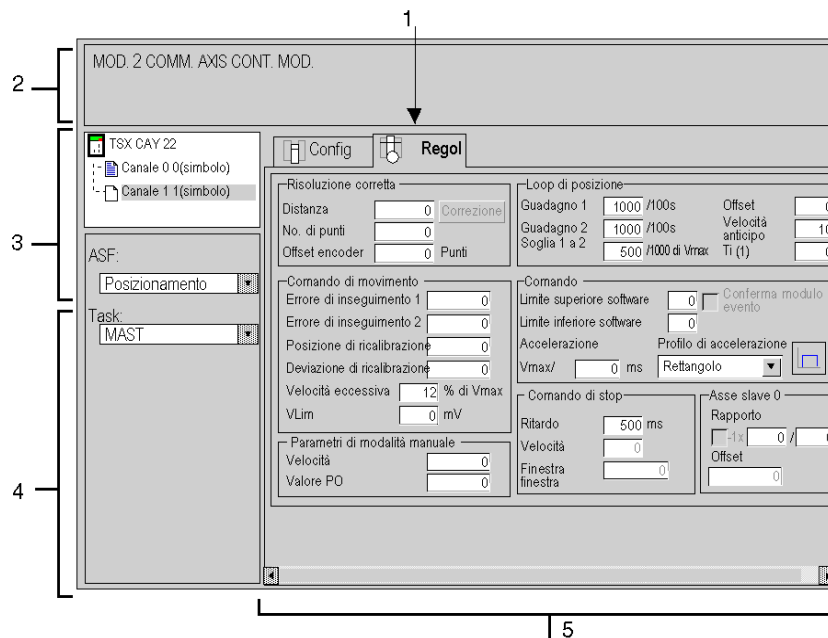 1
2
MOD. 2 COMM. AXIS CONT. MOD.
3
TSX CAY 22
Canale 0 0(simbolo)
Canale 1 1(simbolo)
ASF:
Posizionamento
4
Task:
MAST
Config
Regol
Risoluzione corretta
Distanza 0 Correzione
No. di punti 0
Offset encoder 0 Punti
Loop di posizione
Guadagno 1 1000 /100s Offset 0
Guadagno 2 1000 /100s Velocità anticipo 10
Soglia 1 a 2 500 /1000 di Vmax Ti (1) 0
Comando di movimento
Errore di inseguimento 1 0
Errore di inseguimento 2 0
Posizione di ricalibrazione 0
Deviazione di ricalibrazione 0
Velocità eccessiva 12 % di Vmax
VLim 0 mV
Comando
Limite superiore software 0 Conferma modulo
evento
Limite inferiore software 0
Accelerazione Profilo di accelerazione
Vmax/ 0 ms Rettangolo
Parametri di modalità manuale
Velocità 0
Valore PO 0
Comando di stop
Ritardo 500 ms
Velocità 0
Finestra 0
finestra
Asse slave 0
Rapporto
-1x 0 / 0
Offset
0
5